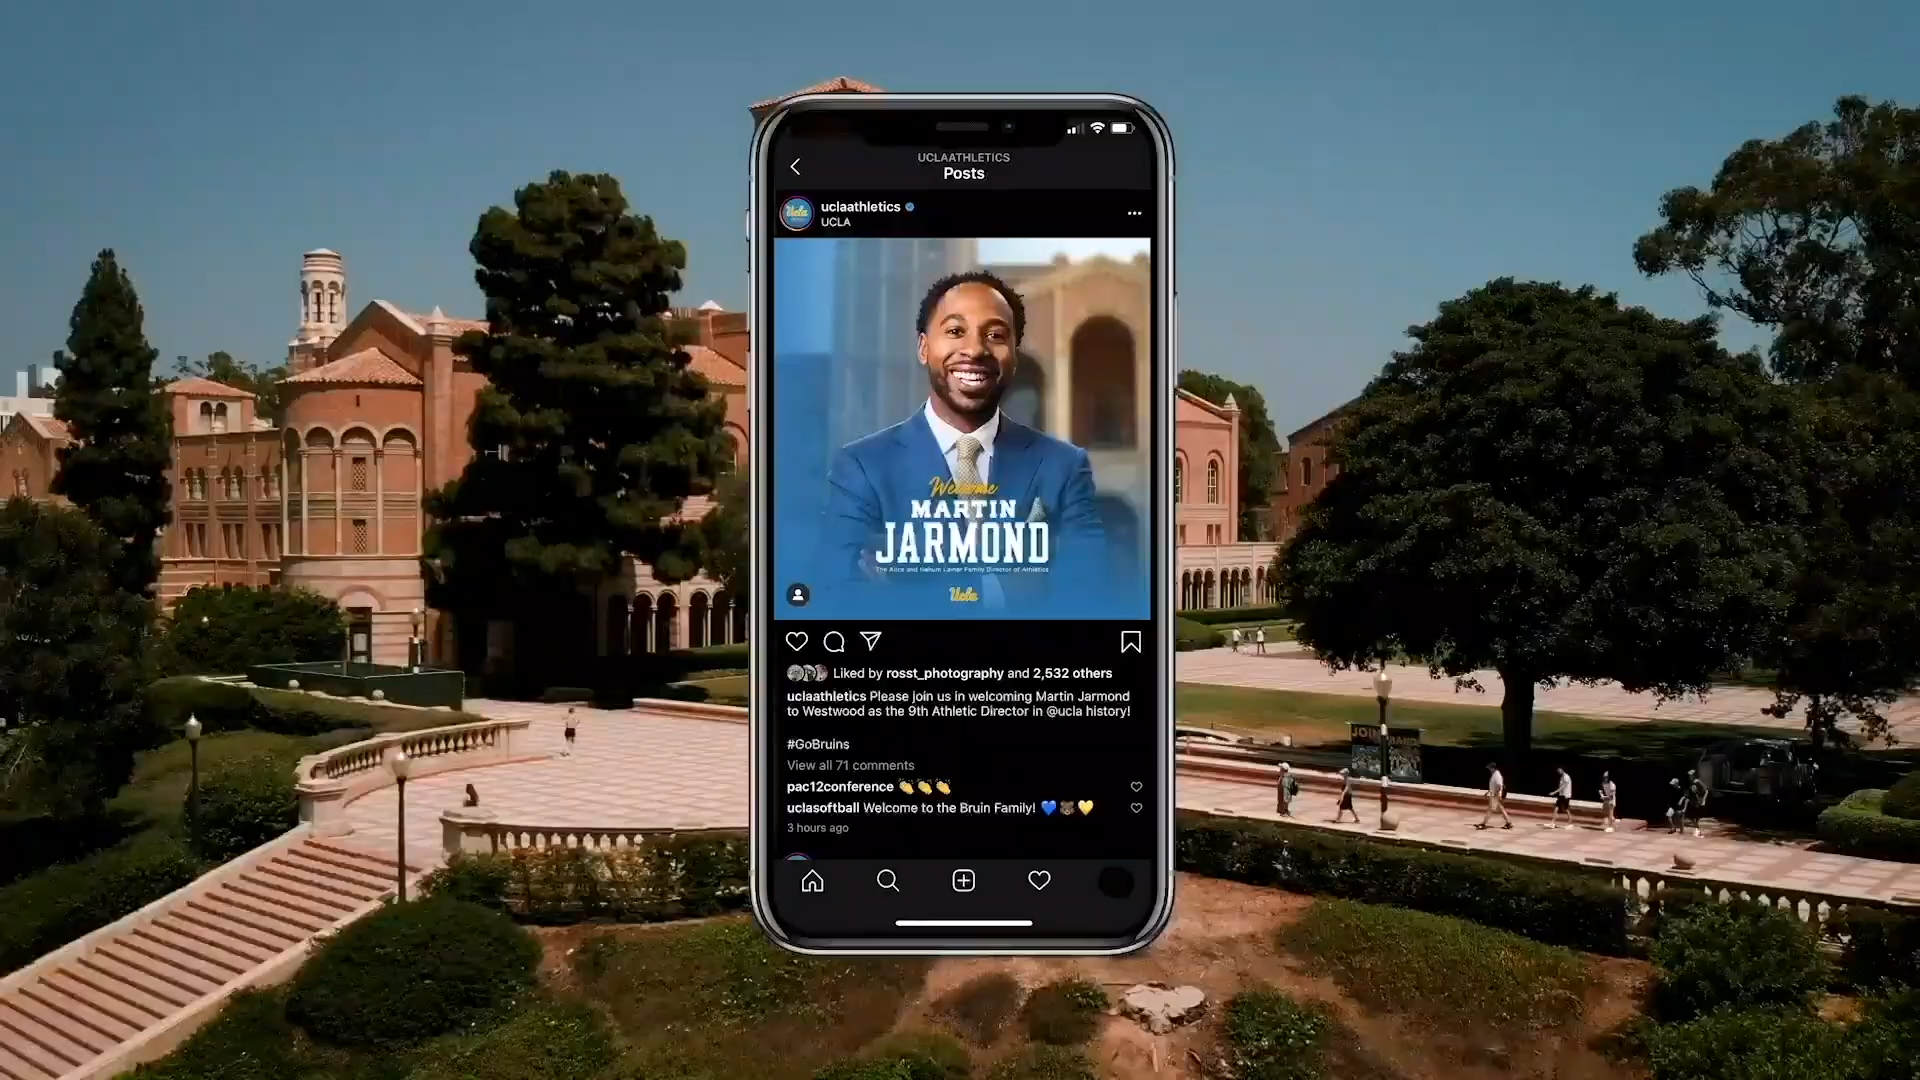 UCLAATHLETICS
Posts
Ucla
uclaathletics
UCLA
Welcome
MARTIN
JARMOND
The Alice and Nahum Lainer Family Director of Athletics
Ucla
Liked by rosst_photography and 2,532 others
uclaathletics Please join us in welcoming Martin Jarmond
to Westwood as the 9th Athletic Director in @ucla history!
#GoBruins
View all 71 comments
pac12conference 👏👏👏
uclasoftball Welcome to the Bruin Family! 💙🐻💛
3 hours ago
JOIN BAND!